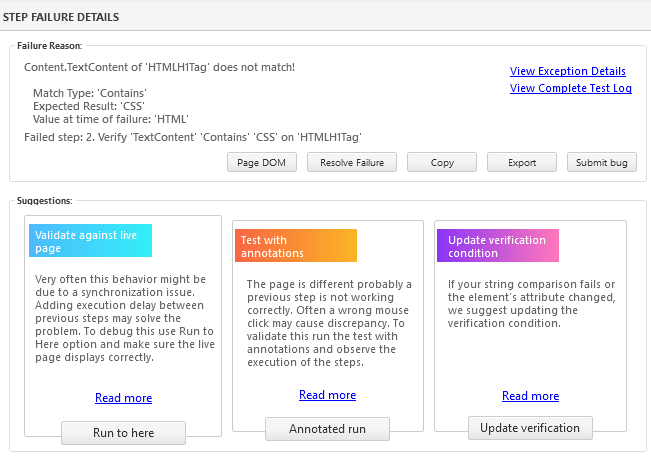 STEP FAILURE DETAILS
Failure Reason:
Content.TextContent of 'HTMLH1Tag' does not match!
View Exception Details
View Complete Test Log
Match Type: 'Contains'
Expected Result: 'CSS'
Value at time of failure: 'HTML'
Failed step: 2. Verify 'TextContent' 'Contains' 'CSS' on 'HTMLH1Tag'
Page DOM
Resolve Failure
Copy
Export
Submit bug
Suggestions:
Validate against live
page
Very often this behavior might be
due to a synchronization issue.
Adding execution delay between
previous steps may solve the
problem. To debug this use Run to
Here option and make sure the live
page displays correctly.
Read more
Run to here
Test with
annotations
The page is different probably a
previous step is not working
correctly. Often a wrong mouse
click may cause discrepancy. To
validate this run the test with
annotations and observe the
execution of the steps.
Read more
Annotated run
Update verification
condition
If your string comparison fails or
the element's attribute changed,
we suggest updating the
verification condition.
Read more
Update verification